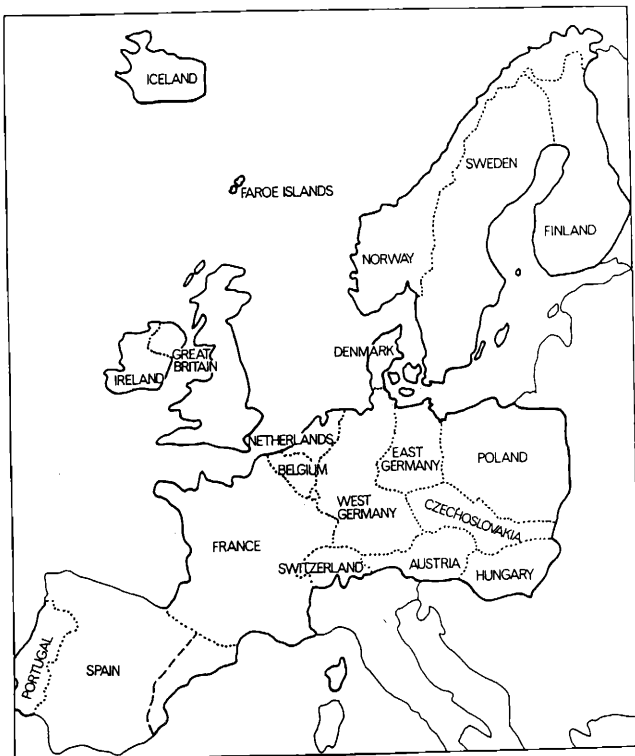 ICELAND
FAROE ISLANDS
SWEDEN
FINLAND
NORWAY
DENMARK
GREAT
BRITAIN
IRELAND
NETHERLANDS
BELGIUM
EAST
GERMANY
POLAND
WEST
GERMANY
CZECHOSLOVAKIA
FRANCE
SWITZERLAND
AUSTRIA
HUNGARY
PORTUGAL
SPAIN